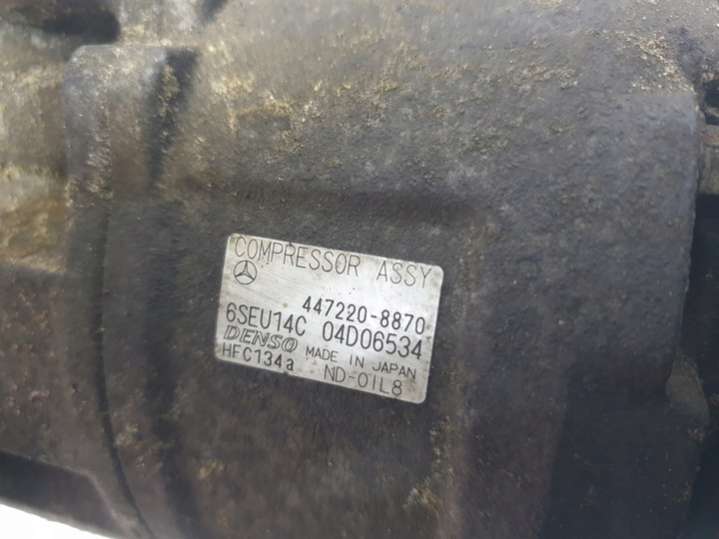 COMPRESSOR ASSY
447220-8870
6SEU14C 04D06534
DENSO MADE IN JAPAN
HFC134a ND-OIL8